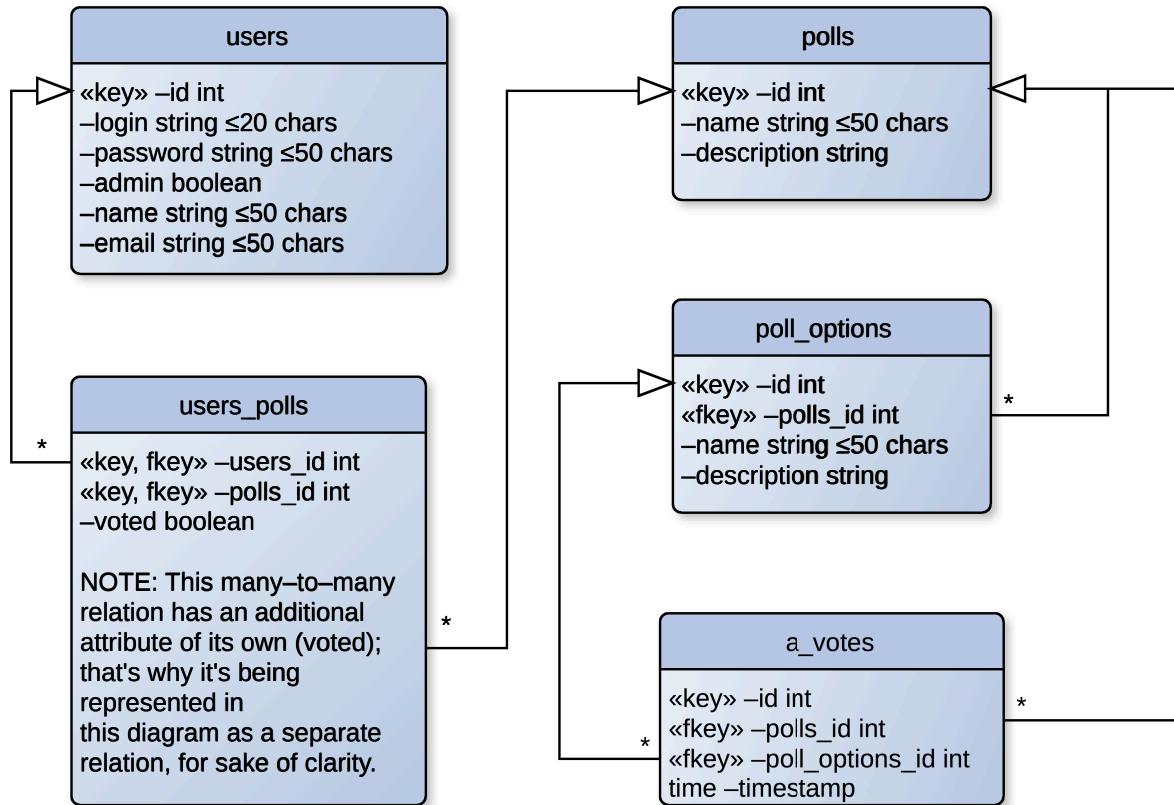 users
«key» –id int
–login string ≤20 chars
–password string ≤50 chars
–admin boolean
–name string ≤50 chars
–email string ≤50 chars
polls
«key» –id int
–name string ≤50 chars
–description string
users_polls
«key, fkey» –users_id int
«key, fkey» –polls_id int
–voted boolean
NOTE: This many–to–many
relation has an additional
attribute of its own (voted);
that's why it's being
represented in
this diagram as a separate
relation, for sake of clarity.
*
*
poll_options
«key» –id int
«fkey» –polls_id int
–name string ≤50 chars
–description string
*
a_votes
«key» –id int
«fkey» –polls_id int
«fkey» –poll_options_id int
time –timestamp
*
*